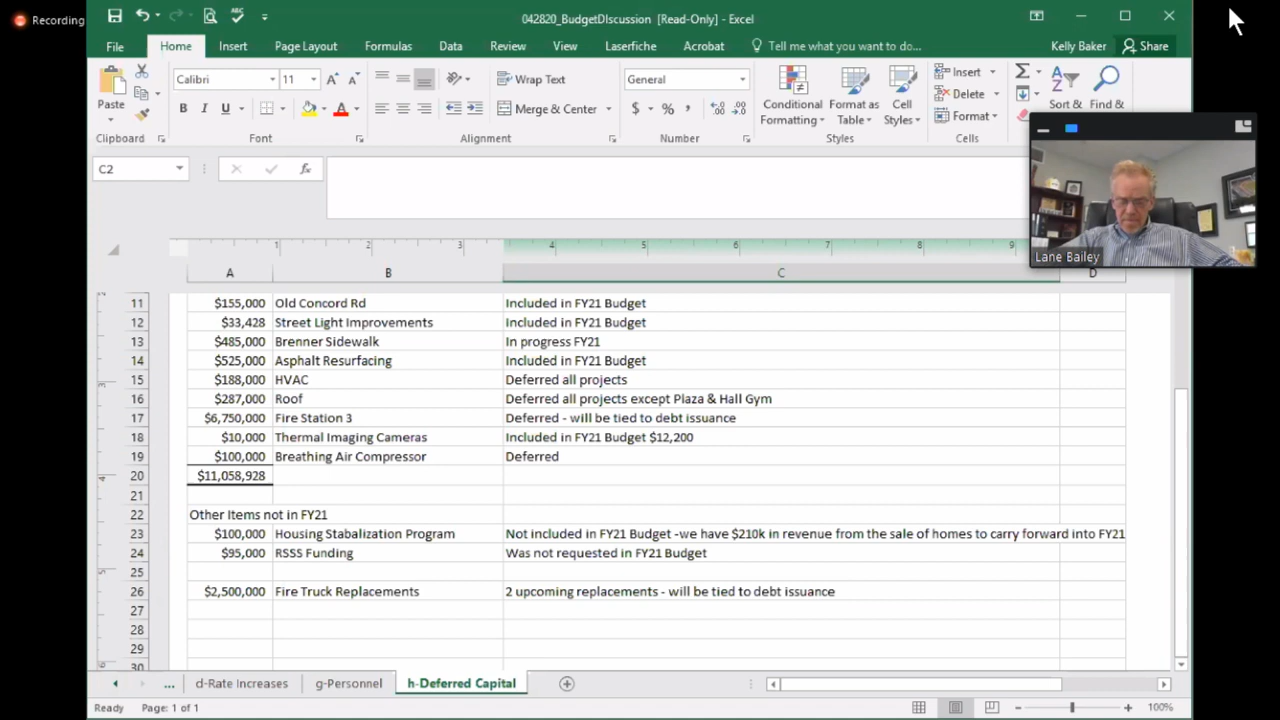 Recording
042820_BudgetDIscussion [Read-Only] - Excel
File Home Insert Page Layout Formulas Data Review View Laserfiche Acrobat Tell me what you want to do... Kelly Baker Share
Paste
Calibri 11
B I U
Wrap Text
Merge & Center
General
$ %
Conditional Formatting
Format as Table
Cell Styles
Insert
Delete
Format
Sort & Find &
Clipboard Font Alignment Number Styles Cells
C2 fx
Lane Bailey
1 2 3 4 5 6 7 8 9
A B C D
11 $155,000 Old Concord Rd Included in FY21 Budget
12 $33,428 Street Light Improvements Included in FY21 Budget
13 $485,000 Brenner Sidewalk In progress FY21
14 $525,000 Asphalt Resurfacing Included in FY21 Budget
15 $188,000 HVAC Deferred all projects
16 $287,000 Roof Deferred all projects except Plaza & Hall Gym
17 $6,750,000 Fire Station 3 Deferred - will be tied to debt issuance
18 $10,000 Thermal Imaging Cameras Included in FY21 Budget $12,200
19 $100,000 Breathing Air Compressor Deferred
20 $11,058,928
21
22 Other Items not in FY21
23 $100,000 Housing Stabalization Program Not included in FY21 Budget -we have $210k in revenue from the sale of homes to carry forward into FY21
24 $95,000 RSSS Funding Was not requested in FY21 Budget
25
26 $2,500,000 Fire Truck Replacements 2 upcoming replacements - will be tied to debt issuance
27
28
29
30
... d-Rate Increases g-Personnel h-Deferred Capital
Ready Page: 1 of 1 100%